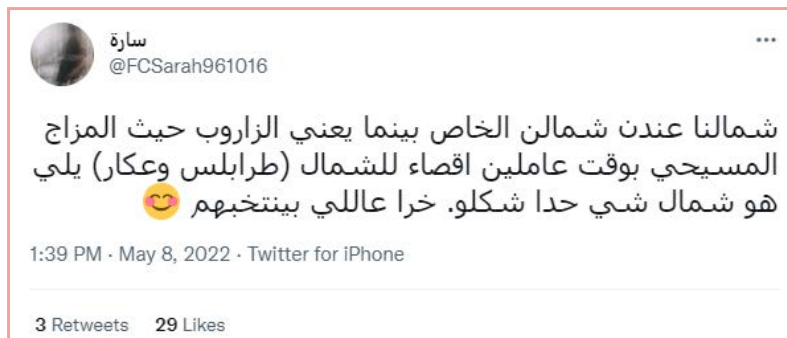 سارة
@FCSarah961016
شمالنا عندن شمالن الخاص بينما يعني الزاروب حيث المزاج
المسيحي بوقت عاملين اقصاء للشمال (طرابلس وعكار) يلي
هو شمال شي حدا شكلو. خرا عاللي بينتخبهم 😊
1:39 PM · May 8, 2022 · Twitter for iPhone
3 Retweets 29 Likes